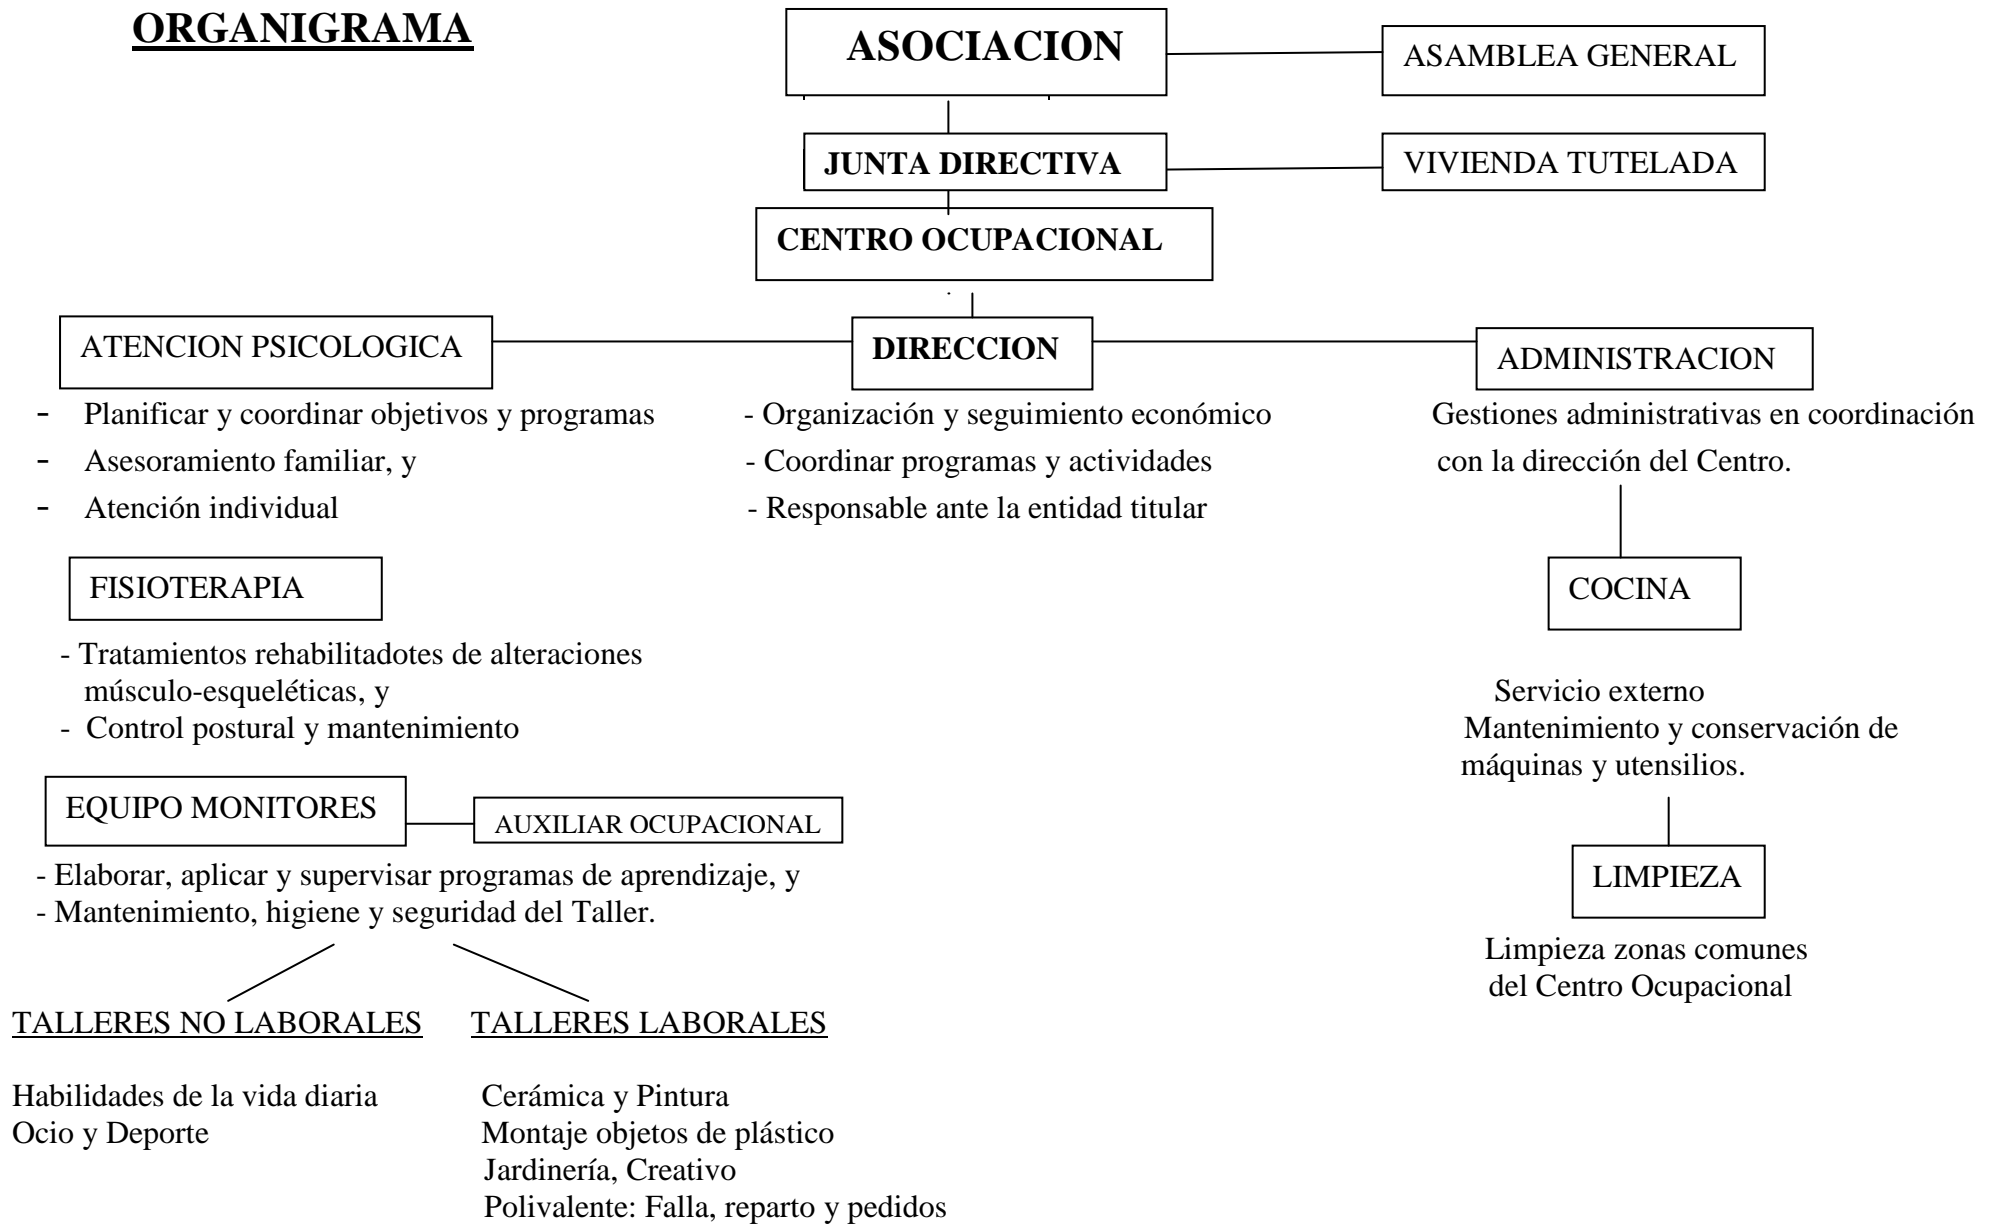 ORGANIGRAMA
ASOCIACION
ASAMBLEA GENERAL
JUNTA DIRECTIVA
VIVIENDA TUTELADA
CENTRO OCUPACIONAL
ATENCION PSICOLOGICA
DIRECCION
ADMINISTRACION
- Planificar y coordinar objetivos y programas
- Asesoramiento familiar, y
- Atención individual
- Organización y seguimiento económico
- Coordinar programas y actividades
- Responsable ante la entidad titular
Gestiones administrativas en coordinación
con la dirección del Centro.
FISIOTERAPIA
- Tratamientos rehabilitadotes de alteraciones
músculo-esqueléticas, y
- Control postural y mantenimiento
COCINA
Servicio externo
Mantenimiento y conservación de
máquinas y utensilios.
EQUIPO MONITORES
AUXILIAR OCUPACIONAL
- Elaborar, aplicar y supervisar programas de aprendizaje, y
- Mantenimiento, higiene y seguridad del Taller.
LIMPIEZA
Limpieza zonas comunes
del Centro Ocupacional
TALLERES NO LABORALES
Habilidades de la vida diaria
Ocio y Deporte
TALLERES LABORALES
Cerámica y Pintura
Montaje objetos de plástico
Jardinería, Creativo
Polivalente: Falla, reparto y pedidos